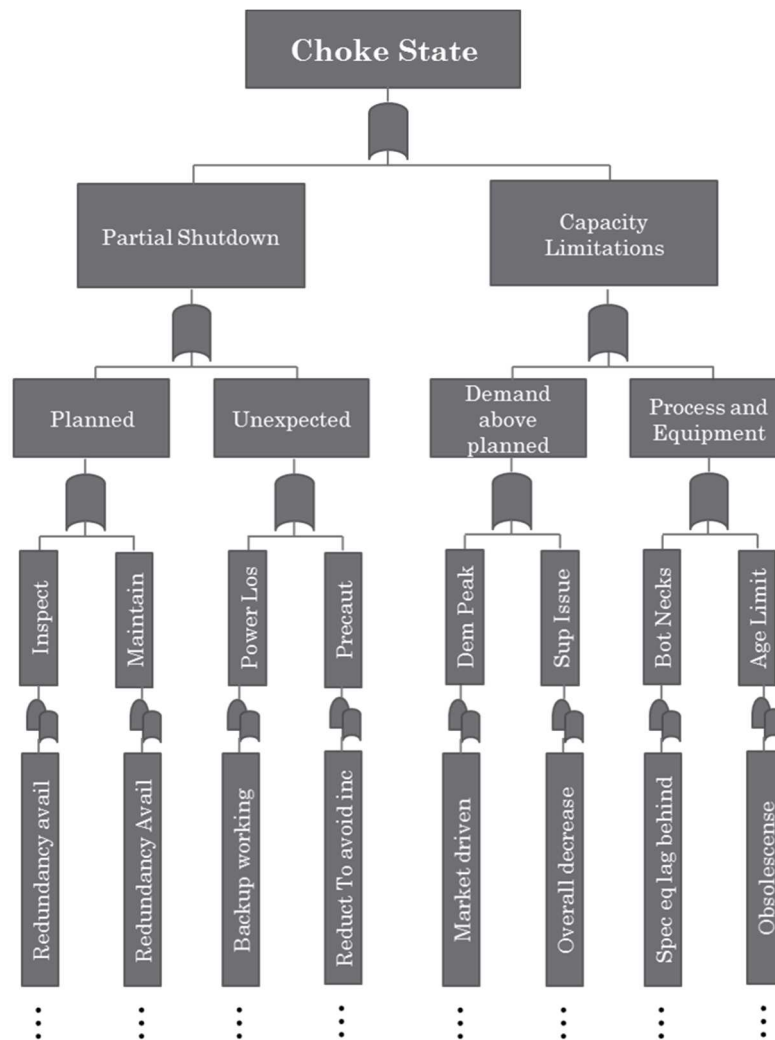 Choke State
Partial Shutdown
Capacity
Limitations
Planned
Unexpected
Demand
above
planned
Process and
Equipment
Inspect
Maintain
Power Los
Precaut
Dem Peak
Sup Issue
Bot Necks
Age Limit
Redundancy avail
Redundancy Avail
Backup working
Reduct To avoid inc
Market driven
Overall decrease
Spec eq lag behind
Obsolescense